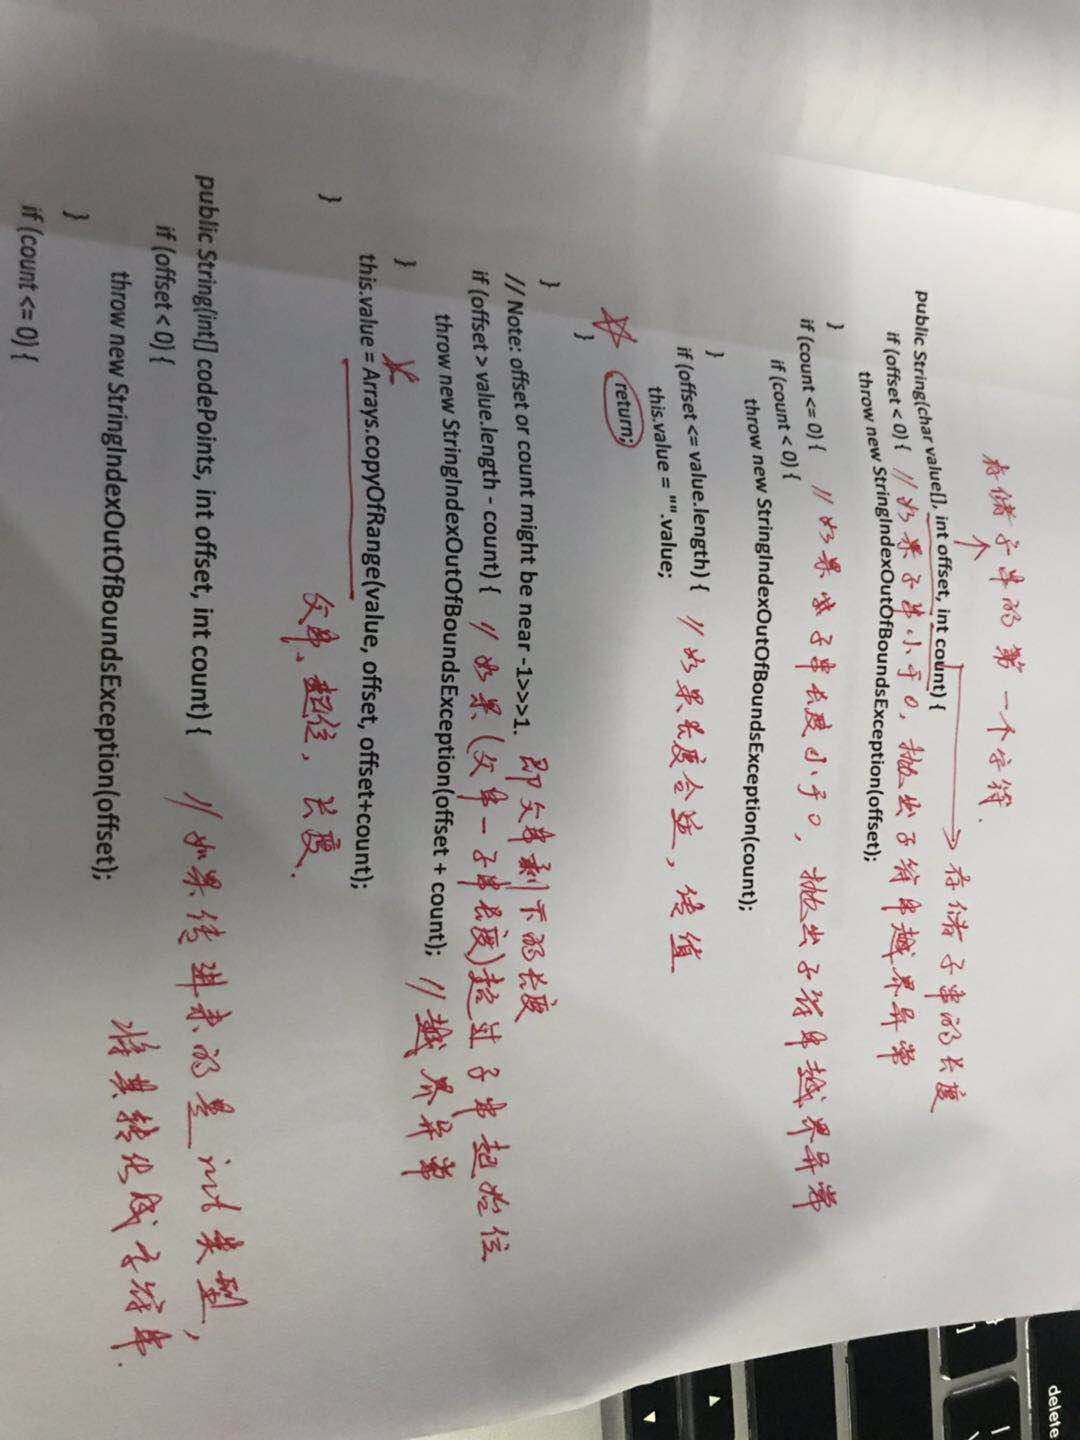 存储子串的第一个字符.
public String(char value[], int offset, int count) {
存储子串的长度
if (offset < 0) { //如果子串小于0，抛出子符串越界异常
throw new StringIndexOutOfBoundsException(offset);
}
if (count <= 0) { //如果子串长度小于0，抛出子符串越界异常
if (count < 0) {
throw new StringIndexOutOfBoundsException(count);
}
if (offset <= value.length) { //如果长度合适，传值
this.value = "".value;
return;
}
}
// Note: offset or count might be near -1>>>1. 即父串剩下的长度
if (offset > value.length - count) { //如果(父串-子串长度)超过子串起始位
throw new StringIndexOutOfBoundsException(offset + count); //越界异常
}
this.value = Arrays.copyOfRange(value, offset, offset+count);
父串、起位，长度.
}
public String(int[] codePoints, int offset, int count) { //如果传进来的是int类型，
将其转化成字符串.
if (offset < 0) {
throw new StringIndexOutOfBoundsException(offset);
}
if (count <= 0) {
delete